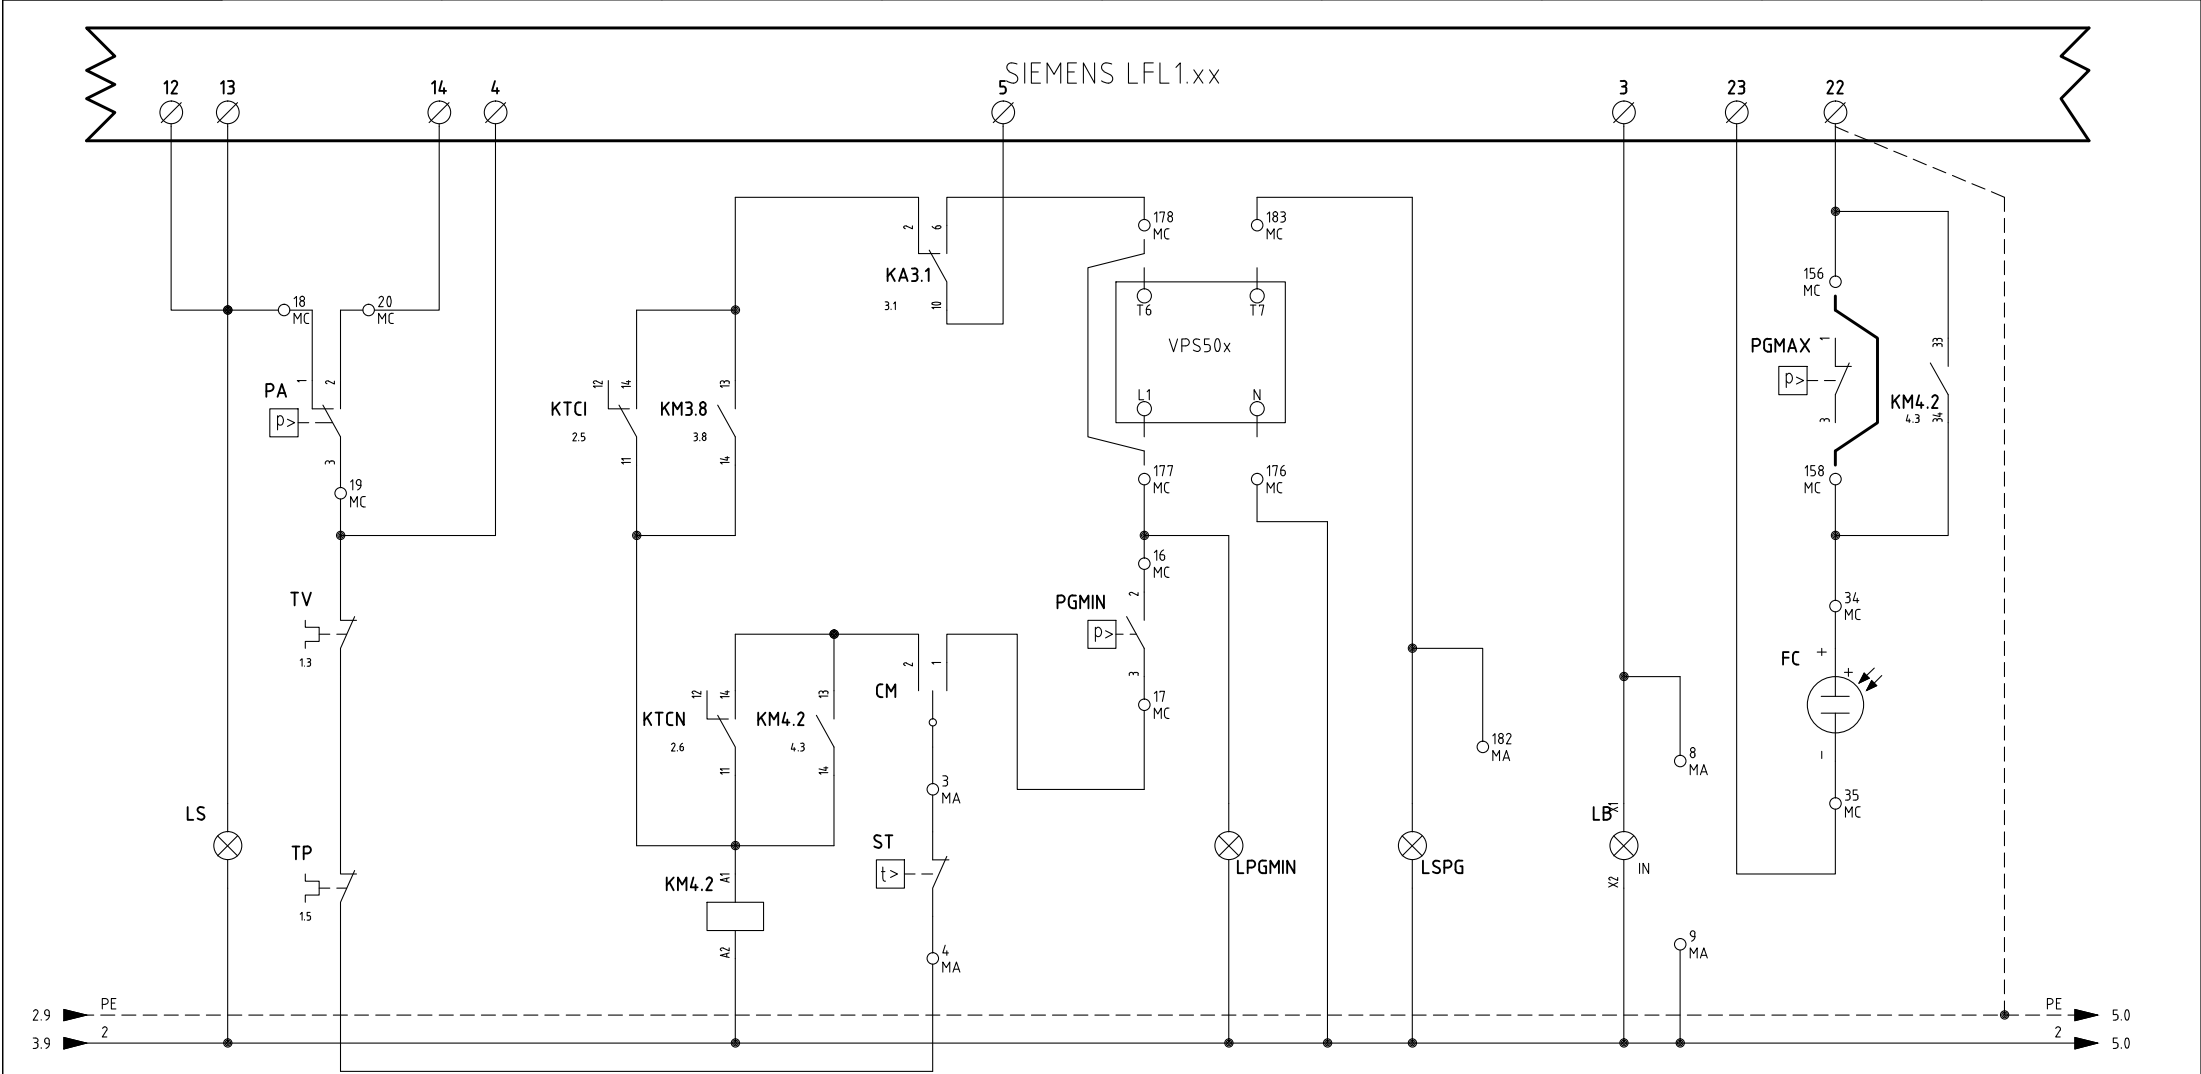 SIEMENS LFL1.xx
12 13 14 4 5 3 23 22
2 6 178 MC 183 MC
KA3.1
3.1 10
156 MC
18 MC 20 MC
T6 T7
VPS50x
L1 N
PGMAX 1 33
p>
KM4.2
4.3 34
3
PA 1 2
p>
3
KTCI 12 14
2.5
11
KM3.8 13
3.8
14
177 MC 176 MC
158 MC
19 MC
16 MC
TV
1.3
PGMIN 2
p>
3
34 MC
2 1
CM
FC +
+
-
KTCN 12 14
2.6
11
KM4.2 13
4.3
14
17 MC
182 MA
8 MA
3 MA
35 MC
LS
LB X1
IN
X2
TP
1.5
ST
t>
KM4.2 A1
A2
LPGMIN
LSPG
4 MA
9 MA
2.9 PE PE 5.0
3.9 2 2 5.0